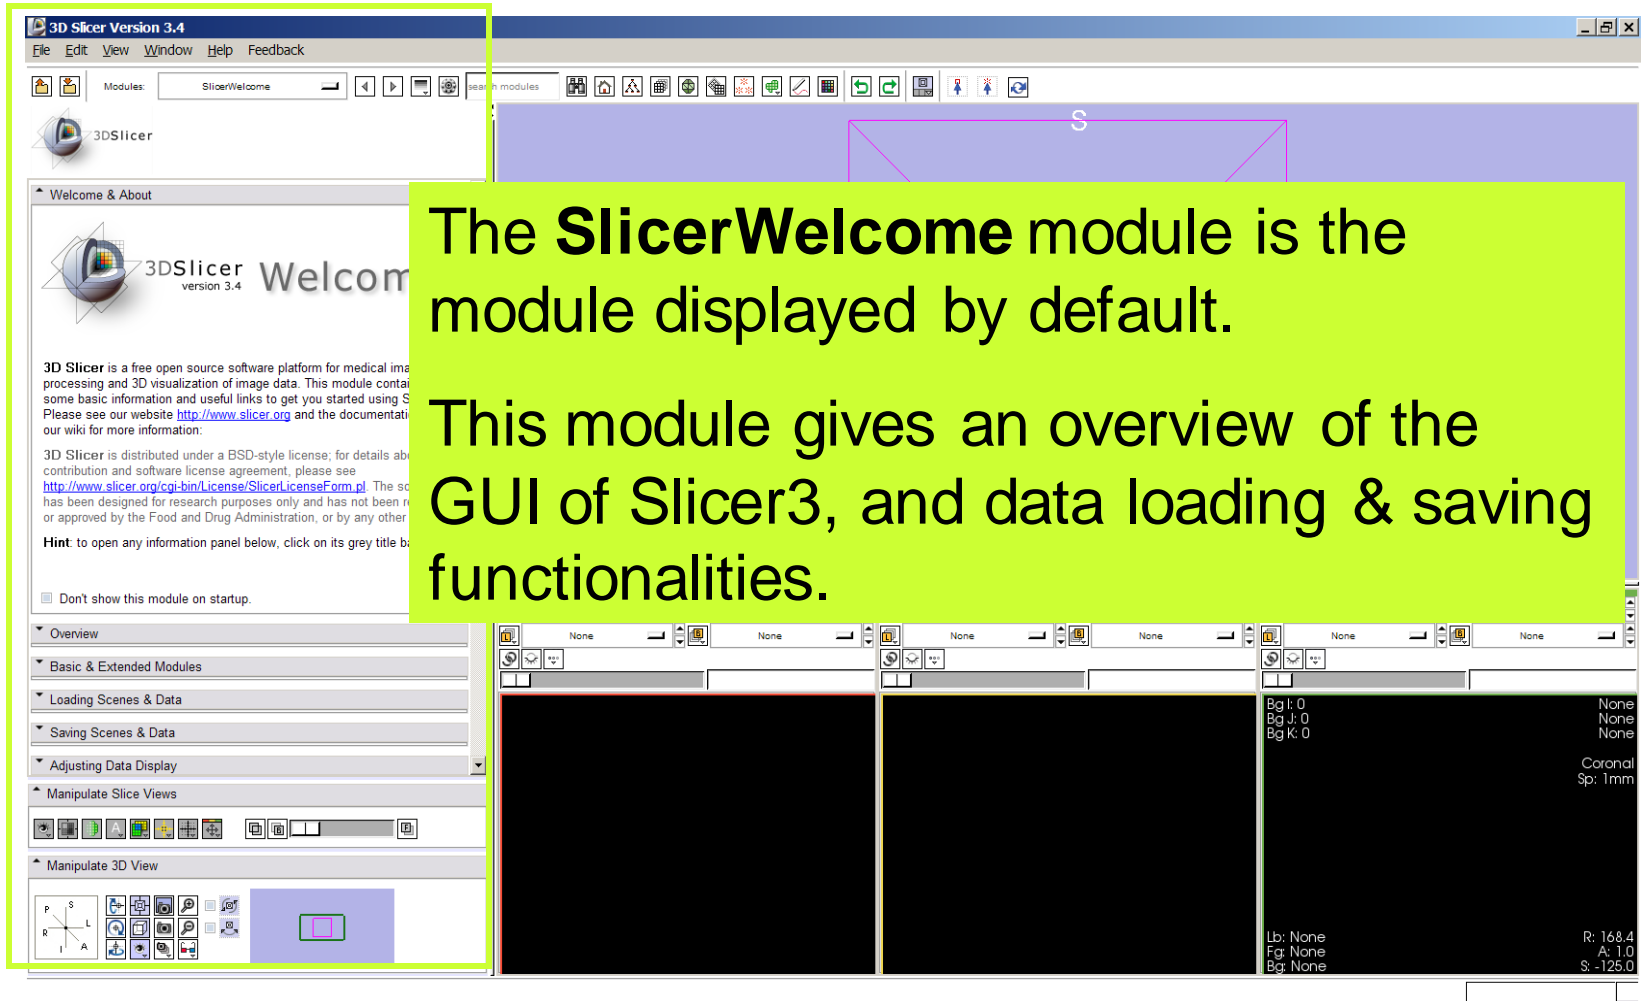 3D Slicer Version 3.4
File Edit View Window Help Feedback
Modules: SlicerWelcome search modules
3DSlicer
S
Welcome & About
3DSlicer Welcom
version 3.4
The SlicerWelcome module is the
module displayed by default.
This module gives an overview of the
GUI of Slicer3, and data loading & saving
functionalities.
3D Slicer is a free open source software platform for medical ima
processing and 3D visualization of image data. This module contai
some basic information and useful links to get you started using S
Please see our website http://www.slicer.org and the documentati
our wiki for more information:
3D Slicer is distributed under a BSD-style license; for details abo
contribution and software license agreement, please see
http://www.slicer.org/cgi-bin/License/SlicerLicenseForm.pl. The so
has been designed for research purposes only and has not been r
or approved by the Food and Drug Administration, or by any other
Hint: to open any information panel below, click on its grey title ba
Don't show this module on startup.
Overview
Basic & Extended Modules
Loading Scenes & Data
Saving Scenes & Data
Adjusting Data Display
Manipulate Slice Views
Manipulate 3D View
P S
R L
I A
None None None None None None
Bg I: 0 None
Bg J: 0 None
Bg K: 0 None
Coronal
Sp: 1mm
Lb: None R: 168.4
Fg: None A: 1.0
Bg: None S: -125.0